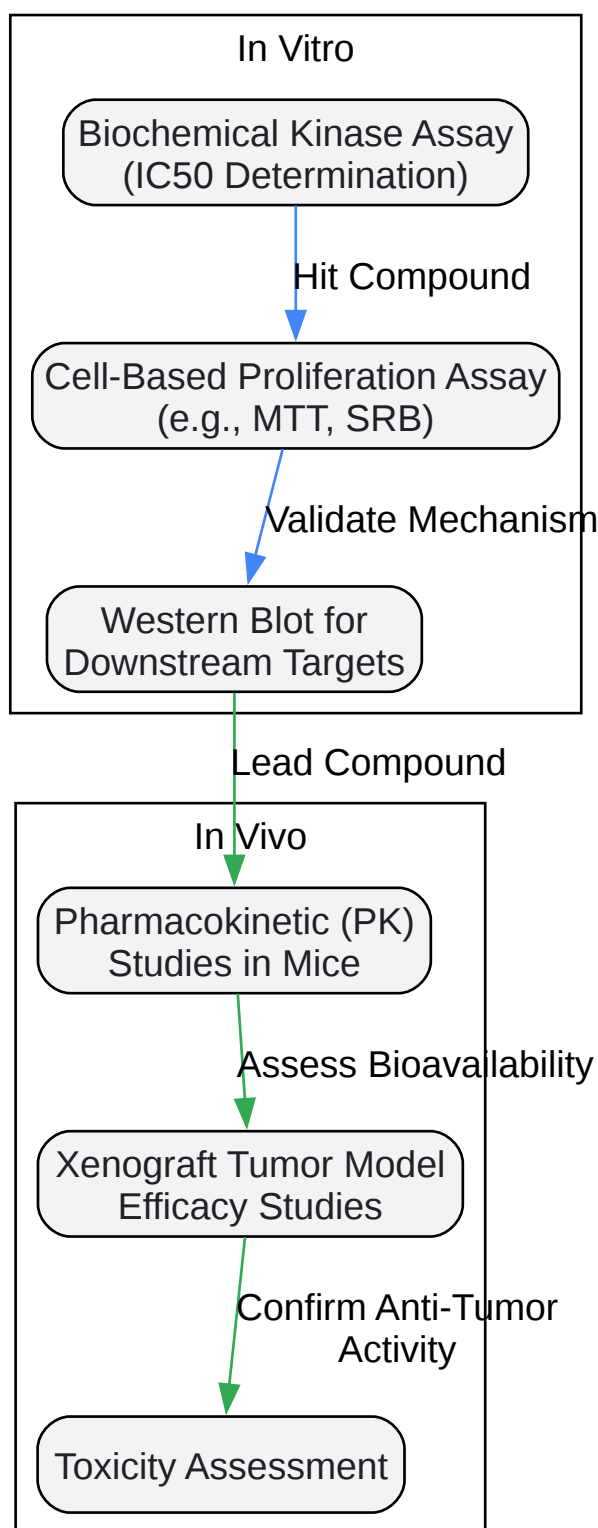 In Vitro
Biochemical Kinase Assay
(IC50 Determination)
Hit Compound
Cell-Based Proliferation Assay
(e.g., MTT, SRB)
Validate Mechanism
Western Blot for
Downstream Targets
Lead Compound
In Vivo
Pharmacokinetic (PK)
Studies in Mice
Assess Bioavailability
Xenograft Tumor Model
Efficacy Studies
Confirm Anti-Tumor
Activity
Toxicity Assessment